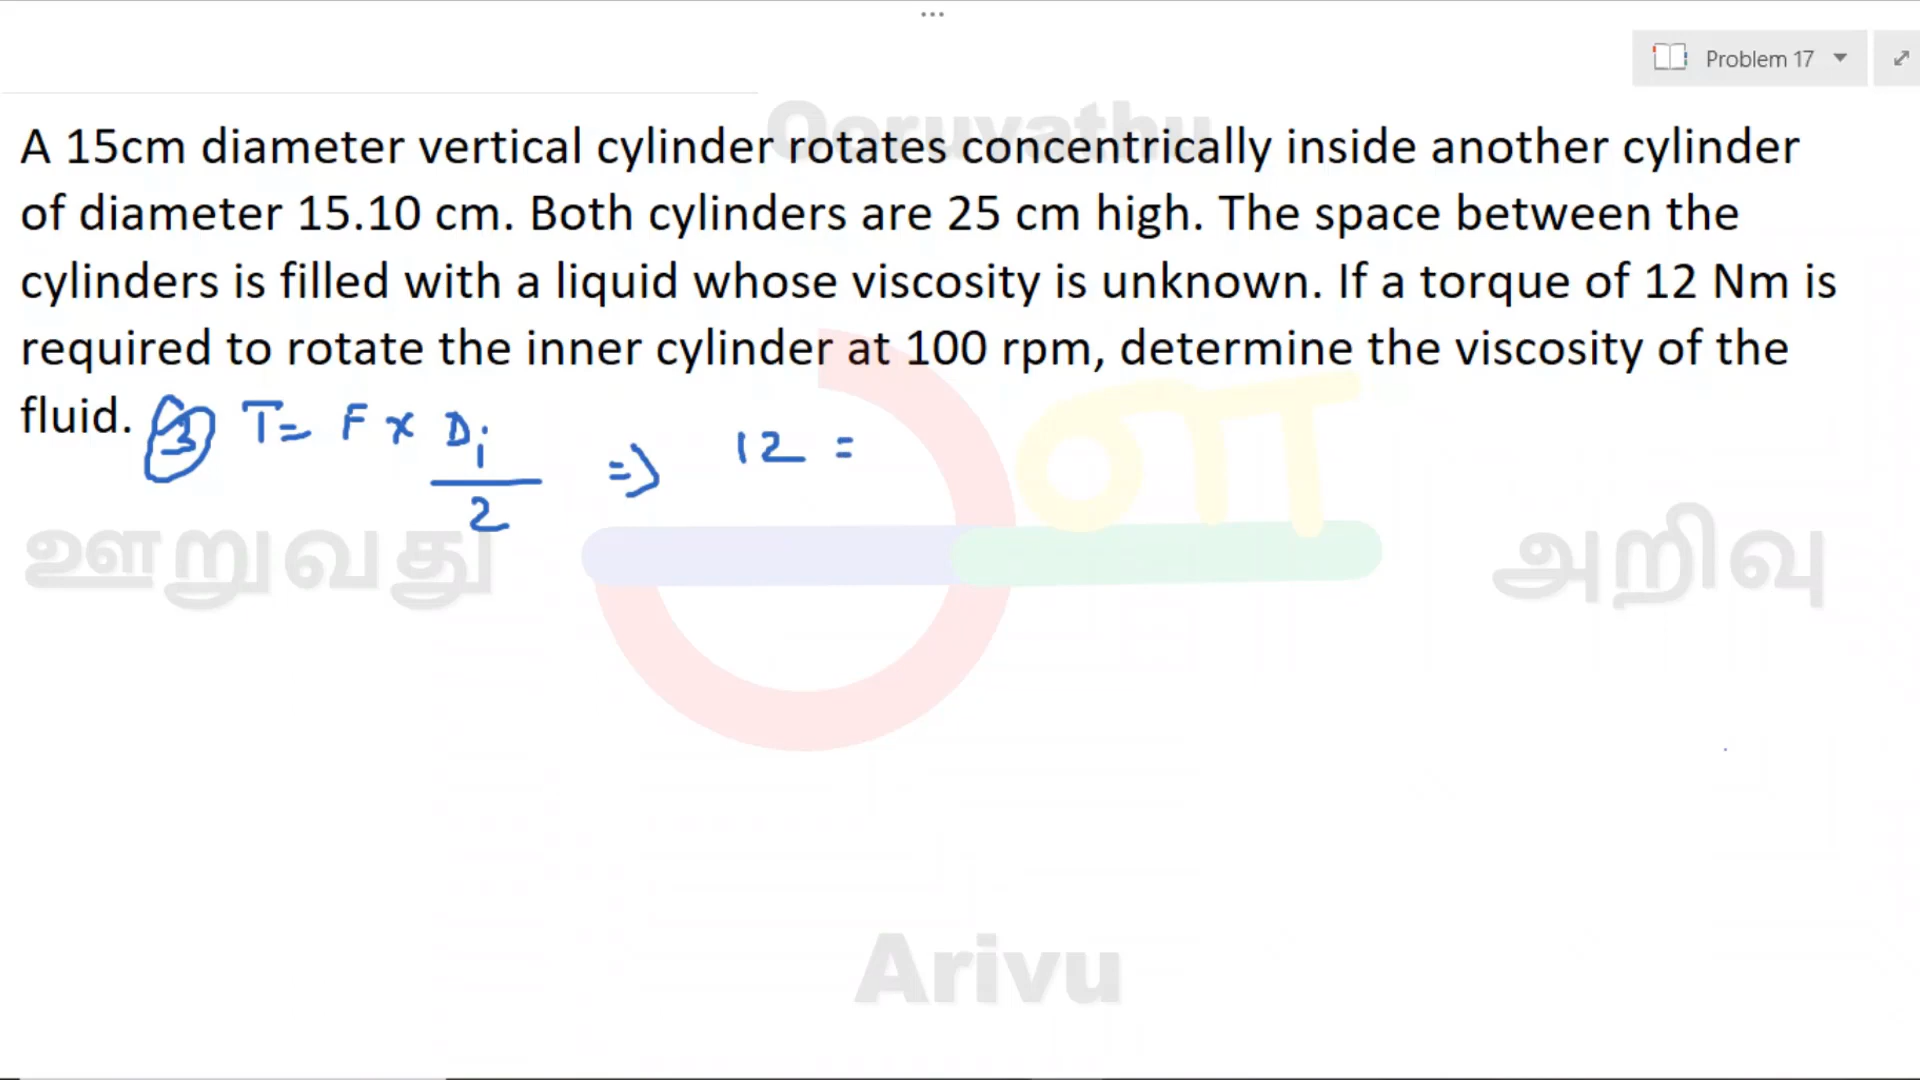 ...
Problem 17
Ooruvathu
A 15cm diameter vertical cylinder rotates concentrically inside another cylinder
of diameter 15.10 cm. Both cylinders are 25 cm high. The space between the
cylinders is filled with a liquid whose viscosity is unknown. If a torque of 12 Nm is
required to rotate the inner cylinder at 100 rpm, determine the viscosity of the
fluid. 3 T = F × Di/2 => 12 =
ஊறுவது அறிவு
Arivu